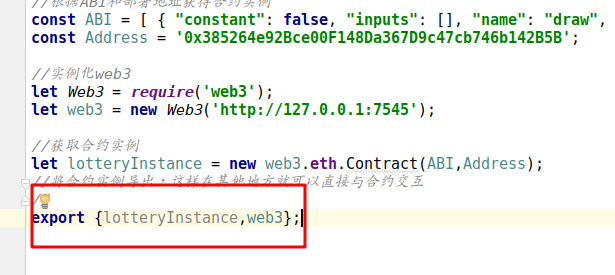 //根据ABI和部署地址获得合约实例
const ABI = [ { "constant": false, "inputs": [], "name": "draw",
const Address = '0x385264e92Bce00F148Da367D9c47cb746b142B5B';
//实例化web3
let Web3 = require('web3');
let web3 = new Web3('http://127.0.0.1:7545');
//获取合约实例
let lotteryInstance = new web3.eth.Contract(ABI,Address);
//将合约实例导出，这样在其他地方就可以直接与合约交互
/
export {lotteryInstance,web3};